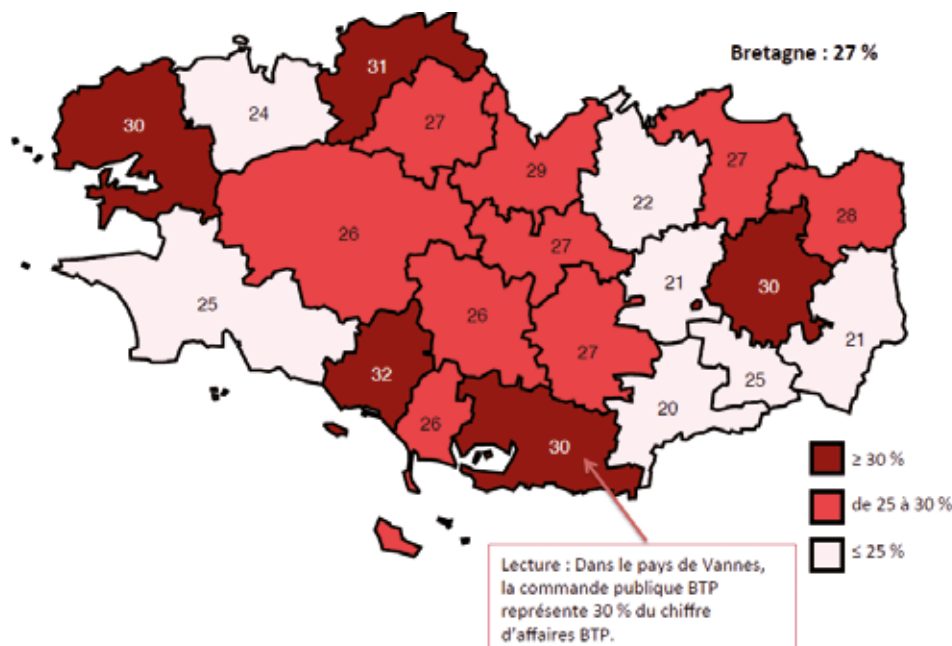 Bretagne : 27 %
31
30
24
27
29
27
22
28
26
27
21
30
25
26
21
27
32
25
20
26
30
≥ 30 %
de 25 à 30 %
≤ 25 %
Lecture : Dans le pays de Vannes,
la commande publique BTP
représente 30 % du chiffre
d'affaires BTP.